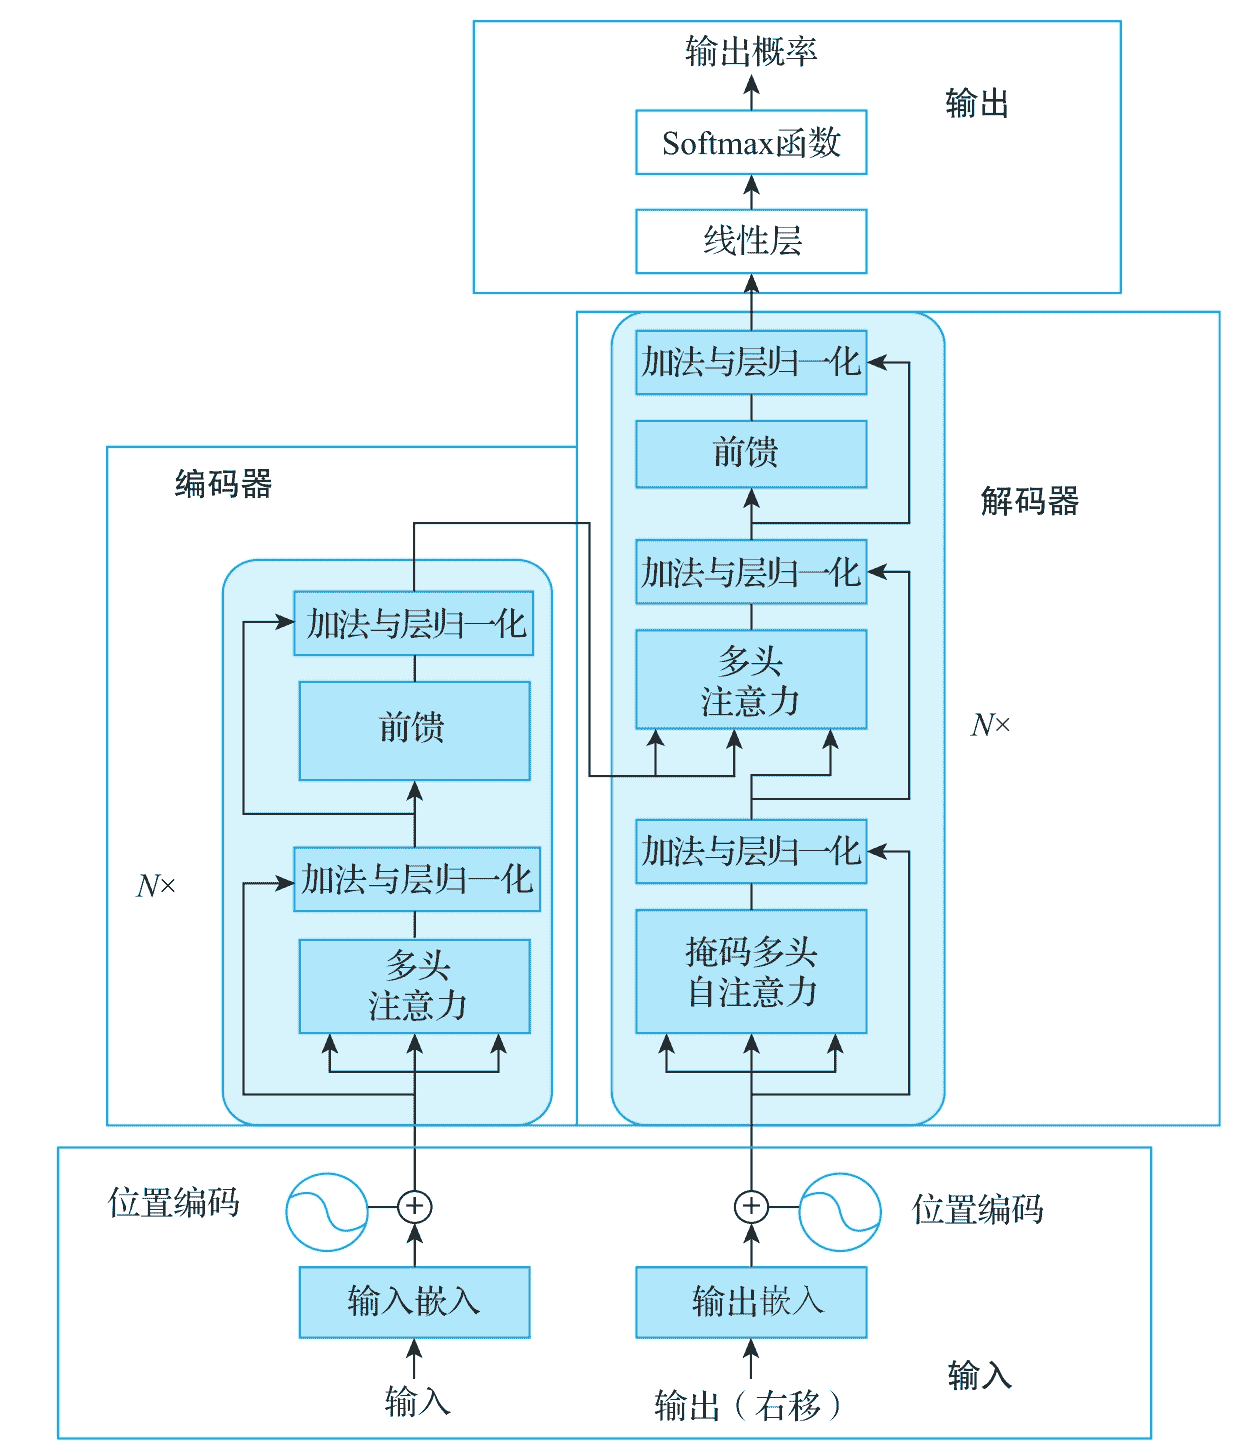 输出概率
输出
Softmax函数
线性层
加法与层归一化
前馈
解码器
加法与层归一化
多头
注意力
N×
加法与层归一化
掩码多头
自注意力
编码器
加法与层归一化
前馈
加法与层归一化
N×
多头
注意力
位置编码
+
+
位置编码
输入嵌入
输出嵌入
输入
输出（右移）
输入